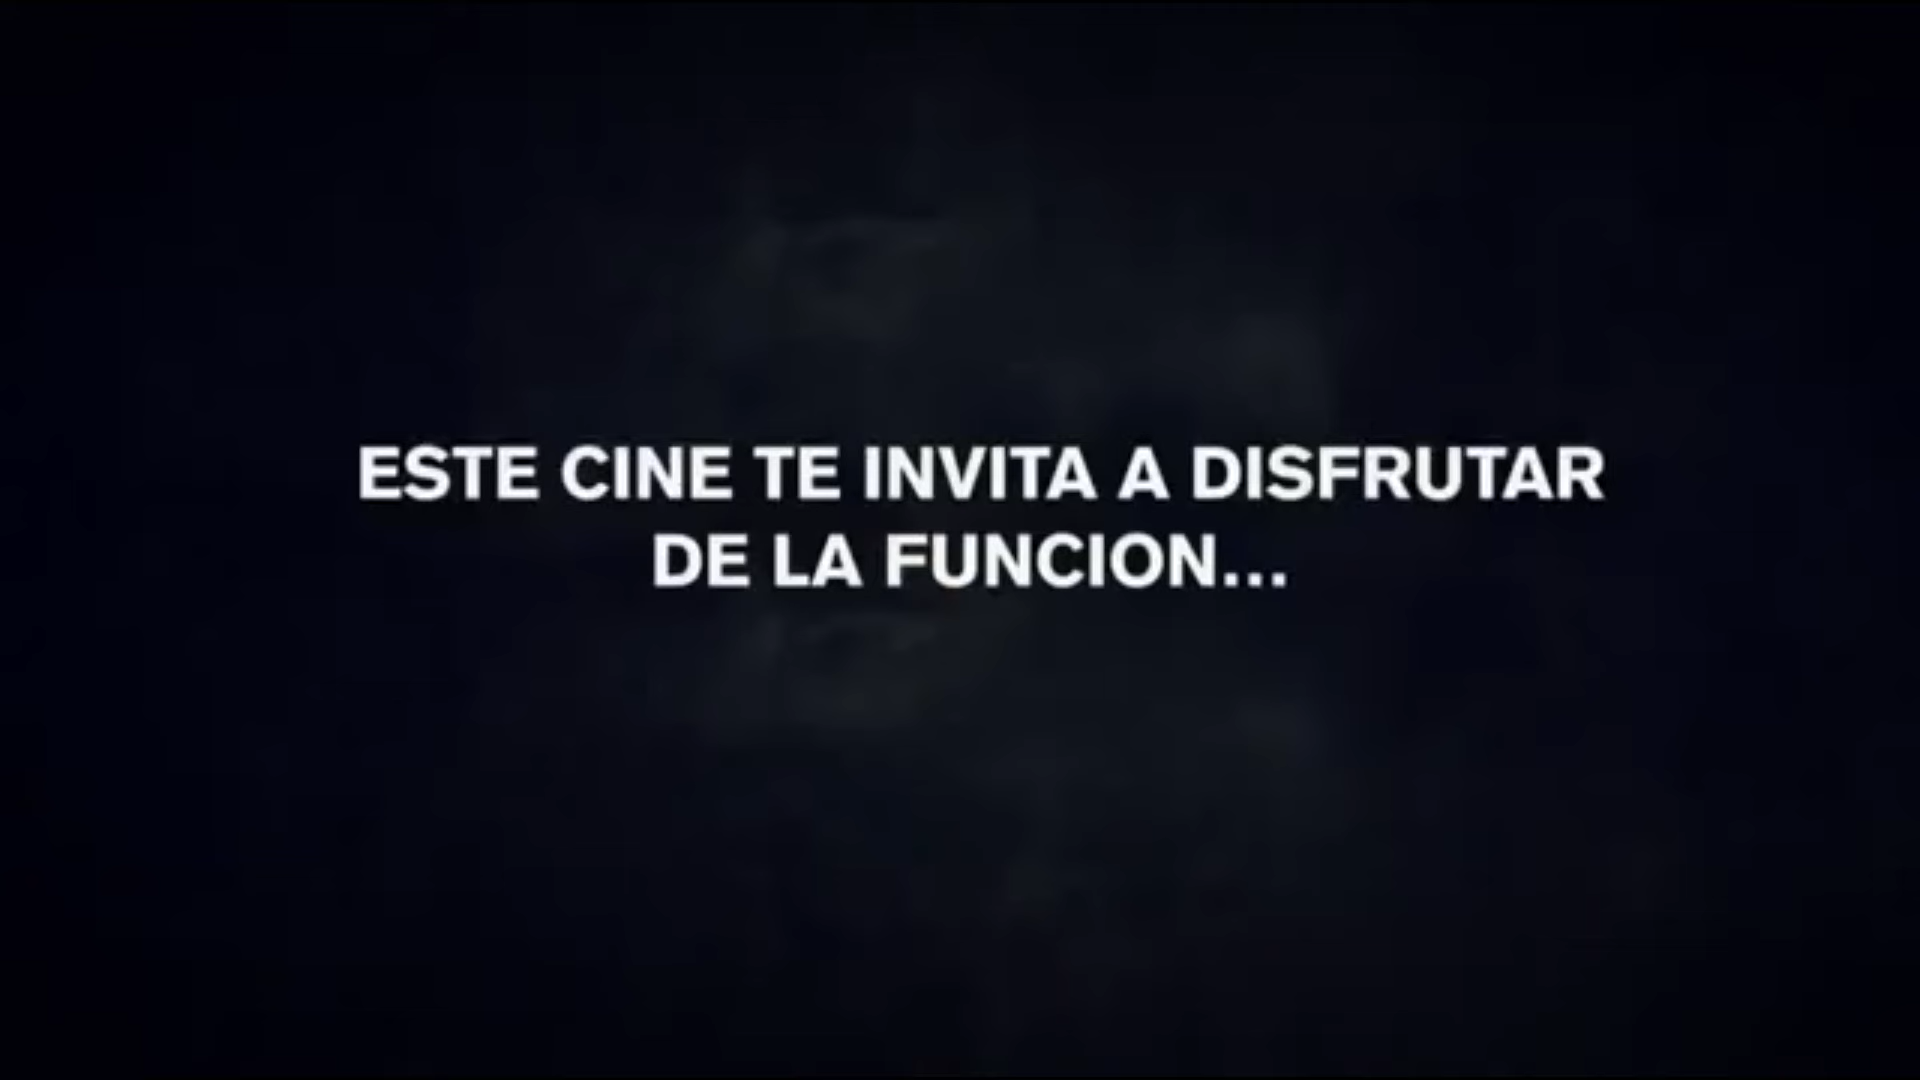 ESTE CINE TE INVITA A DISFRUTAR
DE LA FUNCION...